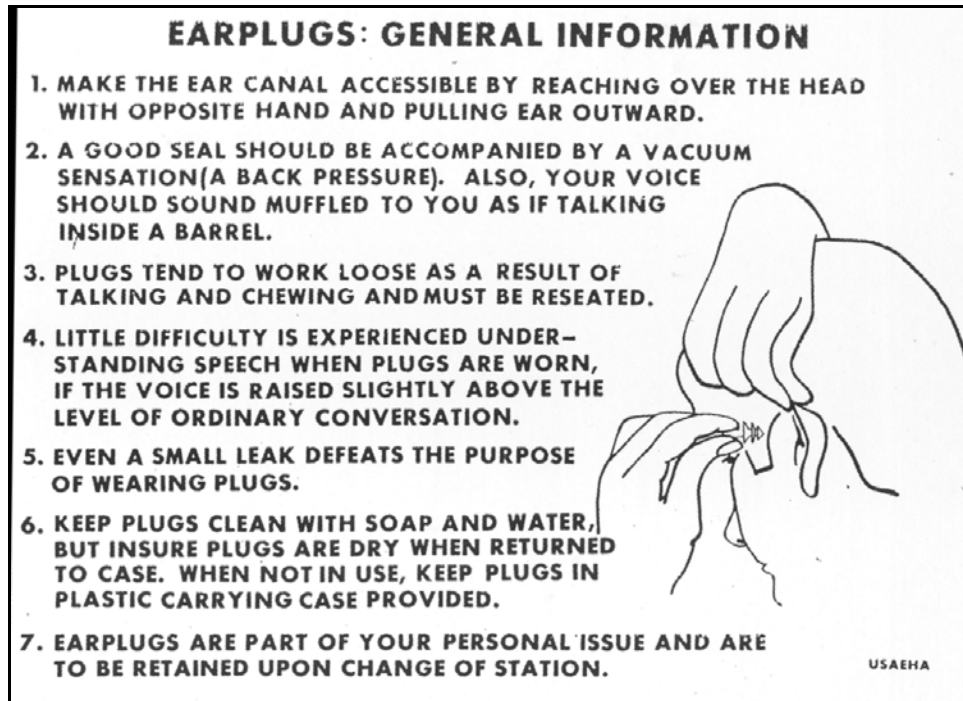 EARPLUGS: GENERAL INFORMATION
1. MAKE THE EAR CANAL ACCESSIBLE BY REACHING OVER THE HEAD
WITH OPPOSITE HAND AND PULLING EAR OUTWARD.
2. A GOOD SEAL SHOULD BE ACCOMPANIED BY A VACUUM
SENSATION(A BACK PRESSURE). ALSO, YOUR VOICE
SHOULD SOUND MUFFLED TO YOU AS IF TALKING
INSIDE A BARREL.
3. PLUGS TEND TO WORK LOOSE AS A RESULT OF
TALKING AND CHEWING AND MUST BE RESEATED.
4. LITTLE DIFFICULTY IS EXPERIENCED UNDER-
STANDING SPEECH WHEN PLUGS ARE WORN,
IF THE VOICE IS RAISED SLIGHTLY ABOVE THE
LEVEL OF ORDINARY CONVERSATION.
5. EVEN A SMALL LEAK DEFEATS THE PURPOSE
OF WEARING PLUGS.
6. KEEP PLUGS CLEAN WITH SOAP AND WATER,
BUT INSURE PLUGS ARE DRY WHEN RETURNED
TO CASE. WHEN NOT IN USE, KEEP PLUGS IN
PLASTIC CARRYING CASE PROVIDED.
7. EARPLUGS ARE PART OF YOUR PERSONAL ISSUE AND ARE
TO BE RETAINED UPON CHANGE OF STATION.
USAEHA